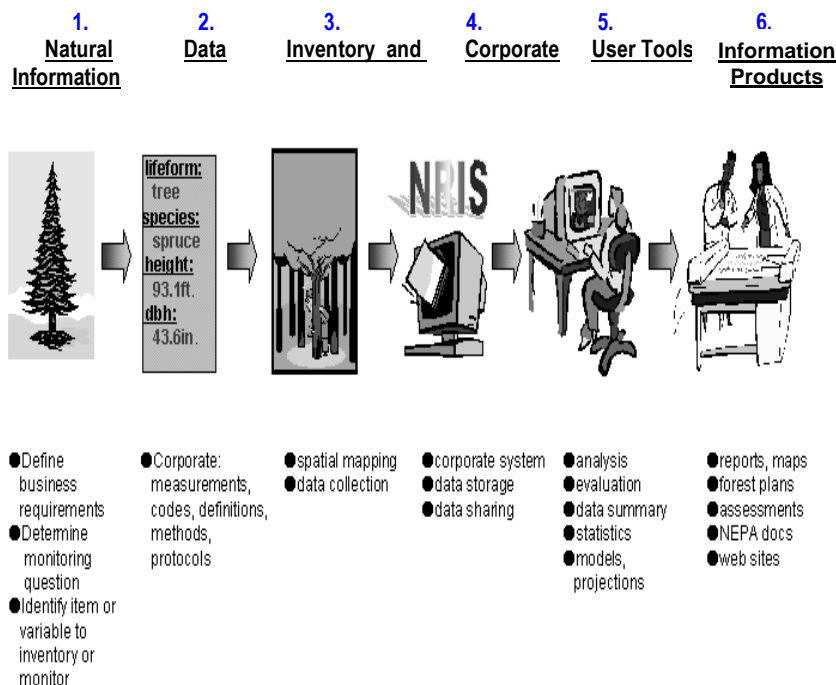 1.
Natural
Information
2.
Data
3.
Inventory and
4.
Corporate
5.
User Tools
6.
Information
Products
lifeform:
tree
species:
spruce
height:
93.1ft.
dbh:
43.6in.
NRIS
●Define
business
requirements
●Determine
monitoring
question
●Identify item or
variable to
inventory or
monitor
●Corporate:
measurements,
codes, definitions,
methods,
protocols
●spatial mapping
●data collection
●corporate system
●data storage
●data sharing
●analysis
●evaluation
●data summary
●statistics
●models,
projections
●reports, maps
●forest plans
●assessments
●NEPA docs
●web sites